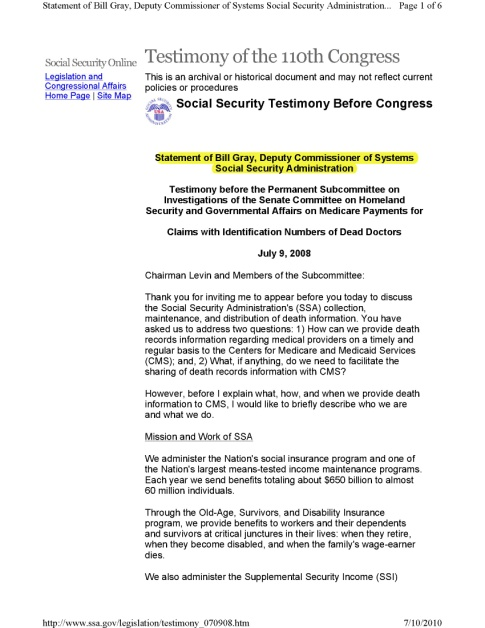 Statement of Bill Gray, Deputy Commissioner of Systems Social Security Administration... Page 1 of 6
Social Security Online
Testimony of the 110th Congress
Legislation and
Congressional Affairs
Home Page | Site Map
This is an archival or historical document and may not reflect current
policies or procedures
Social Security Testimony Before Congress
Statement of Bill Gray, Deputy Commissioner of Systems
Social Security Administration
Testimony before the Permanent Subcommittee on
Investigations of the Senate Committee on Homeland
Security and Governmental Affairs on Medicare Payments for
Claims with Identification Numbers of Dead Doctors
July 9, 2008
Chairman Levin and Members of the Subcommittee:
Thank you for inviting me to appear before you today to discuss
the Social Security Administration's (SSA) collection,
maintenance, and distribution of death information. You have
asked us to address two questions: 1) How can we provide death
records information regarding medical providers on a timely and
regular basis to the Centers for Medicare and Medicaid Services
(CMS); and, 2) What, if anything, do we need to facilitate the
sharing of death records information with CMS?
However, before I explain what, how, and when we provide death
information to CMS, I would like to briefly describe who we are
and what we do.
Mission and Work of SSA
We administer the Nation's social insurance program and one of
the Nation's largest means-tested income maintenance programs.
Each year we send benefits totaling about $650 billion to almost
60 million individuals.
Through the Old-Age, Survivors, and Disability Insurance
program, we provide benefits to workers and their dependents
and survivors at critical junctures in their lives: when they retire,
when they become disabled, and when the family's wage-earner
dies.
We also administer the Supplemental Security Income (SSI)
http://www.ssa.gov/legislation/testimony_070908.htm
7/10/2010